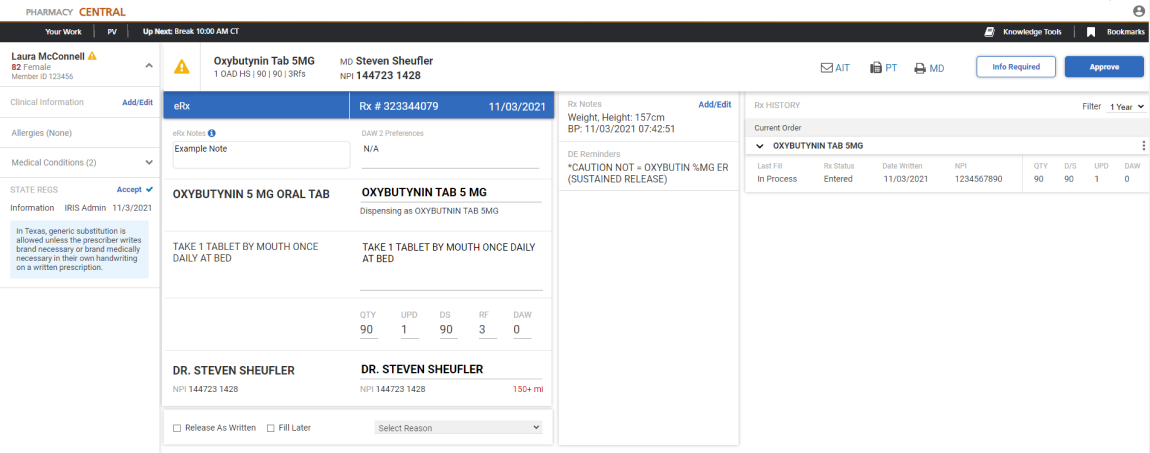 PHARMACY CENTRAL
Your Work PV Up Next: Break 10:00 AM CT Knowledge Tools Bookmarks
Laura McConnell
82 Female
Member ID 123456
Clinical Information Add/Edit
Allergies (None)
Medical Conditions (2)
STATE REGS Accept
Information IRIS Admin 11/3/2021
In Texas, generic substitution is
allowed unless the prescriber writes
brand necessary or brand medically
necessary in their own handwriting
on a written prescription.
Oxybutynin Tab 5MG
1 OAD HS | 90 | 90 | 3Rfs
MD Steven Sheufler
NPI 144723 1428
AIT PT MD
Info Required
Approve
eRx Rx # 323344079 11/03/2021
eRx Notes
Example Note
DAW 2 Preferences
N/A
OXYBUTYNIN 5 MG ORAL TAB
OXYBUTYNIN TAB 5 MG
Dispensing as OXYBUTNIN TAB 5MG
TAKE 1 TABLET BY MOUTH ONCE
DAILY AT BED
TAKE 1 TABLET BY MOUTH ONCE DAILY
AT BED
QTY UPD DS RF DAW
90 1 90 3 0
DR. STEVEN SHEUFLER
NPI 144723 1428
DR. STEVEN SHEUFLER
NPI 144723 1428 150+ mi
Release As Written Fill Later Select Reason
Rx Notes Add/Edit
Weight, Height: 157cm
BP: 11/03/2021 07:42:51
DE Reminders
*CAUTION NOT = OXYBUTIN %MG ER
(SUSTAINED RELEASE)
Rx HISTORY Filter 1 Year
Current Order
OXYBUTYNIN TAB 5MG
Last Fill Rx Status Date Written NPI QTY D/S UPD DAW
In Process Entered 11/03/2021 1234567890 90 90 1 0